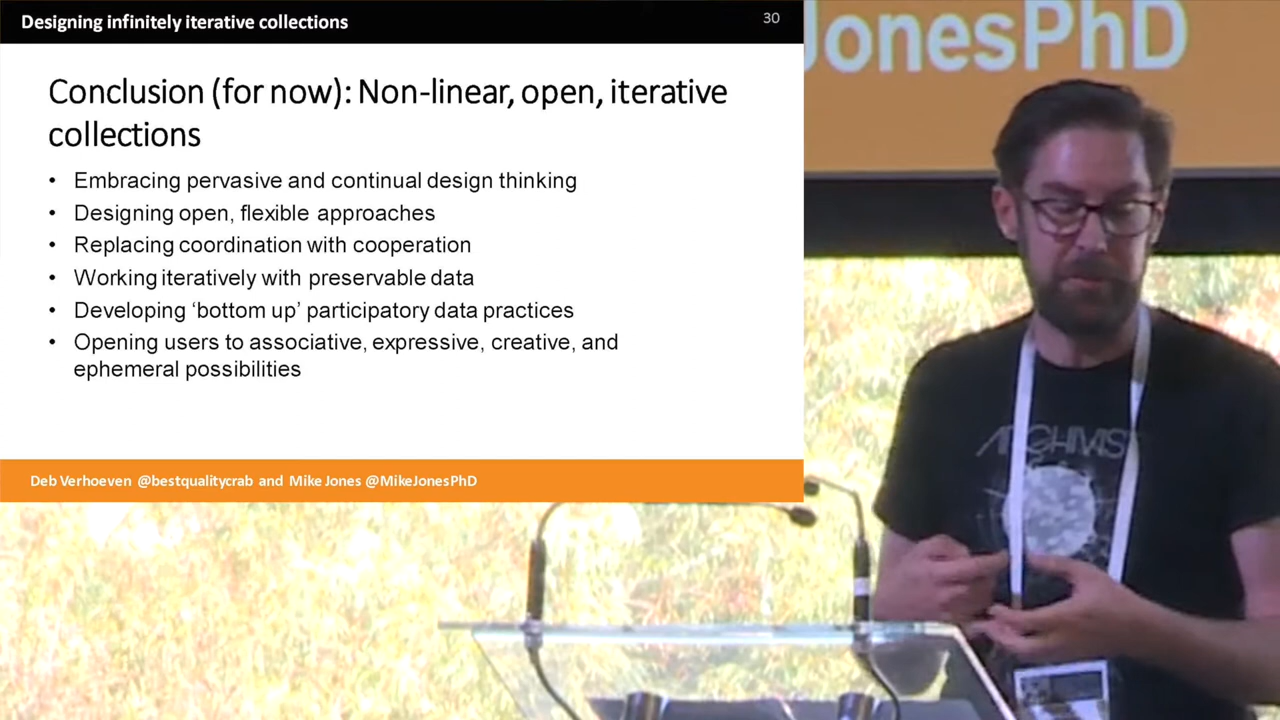 Designing infinitely iterative collections
30
JonesPhD
Conclusion (for now): Non-linear, open, iterative
collections
• Embracing pervasive and continual design thinking
• Designing open, flexible approaches
• Replacing coordination with cooperation
• Working iteratively with preservable data
• Developing ‘bottom up’ participatory data practices
• Opening users to associative, expressive, creative, and
ephemeral possibilities
ARCHIVIST
Deb Verhoeven @bestqualitycrab and Mike Jones @MikeJonesPhD